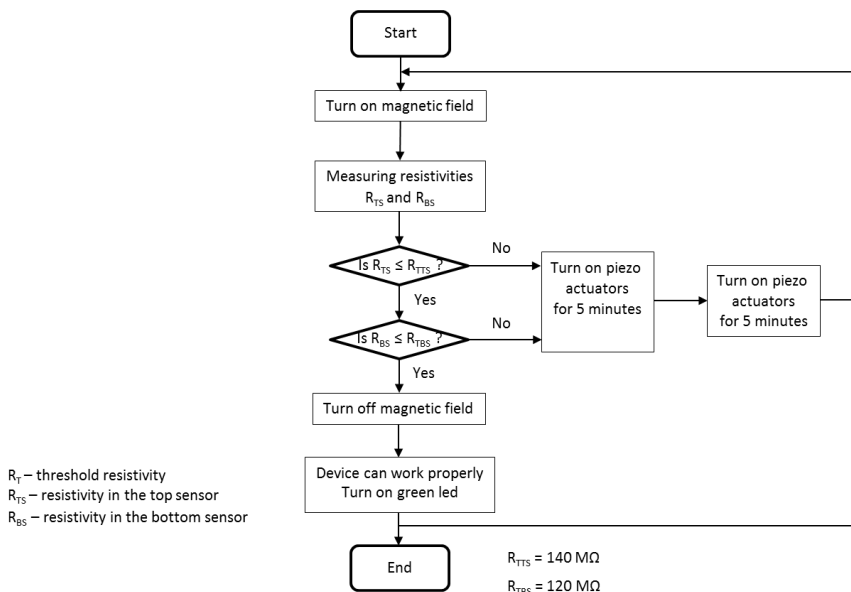 Start
Turn on magnetic field
Measuring resistivities
R_TS and R_BS
Is R_TS ≤ R_TTS ?
No
Yes
Turn on piezo
actuators
for 5 minutes
Turn on piezo
actuators
for 5 minutes
Is R_BS ≤ R_TBS ?
No
Yes
Turn off magnetic field
Device can work properly
Turn on green led
R_T – threshold resistivity
R_TS – resistivity in the top sensor
R_BS – resistivity in the bottom sensor
End
R_TTS = 140 MΩ
R_TBS = 120 MΩ